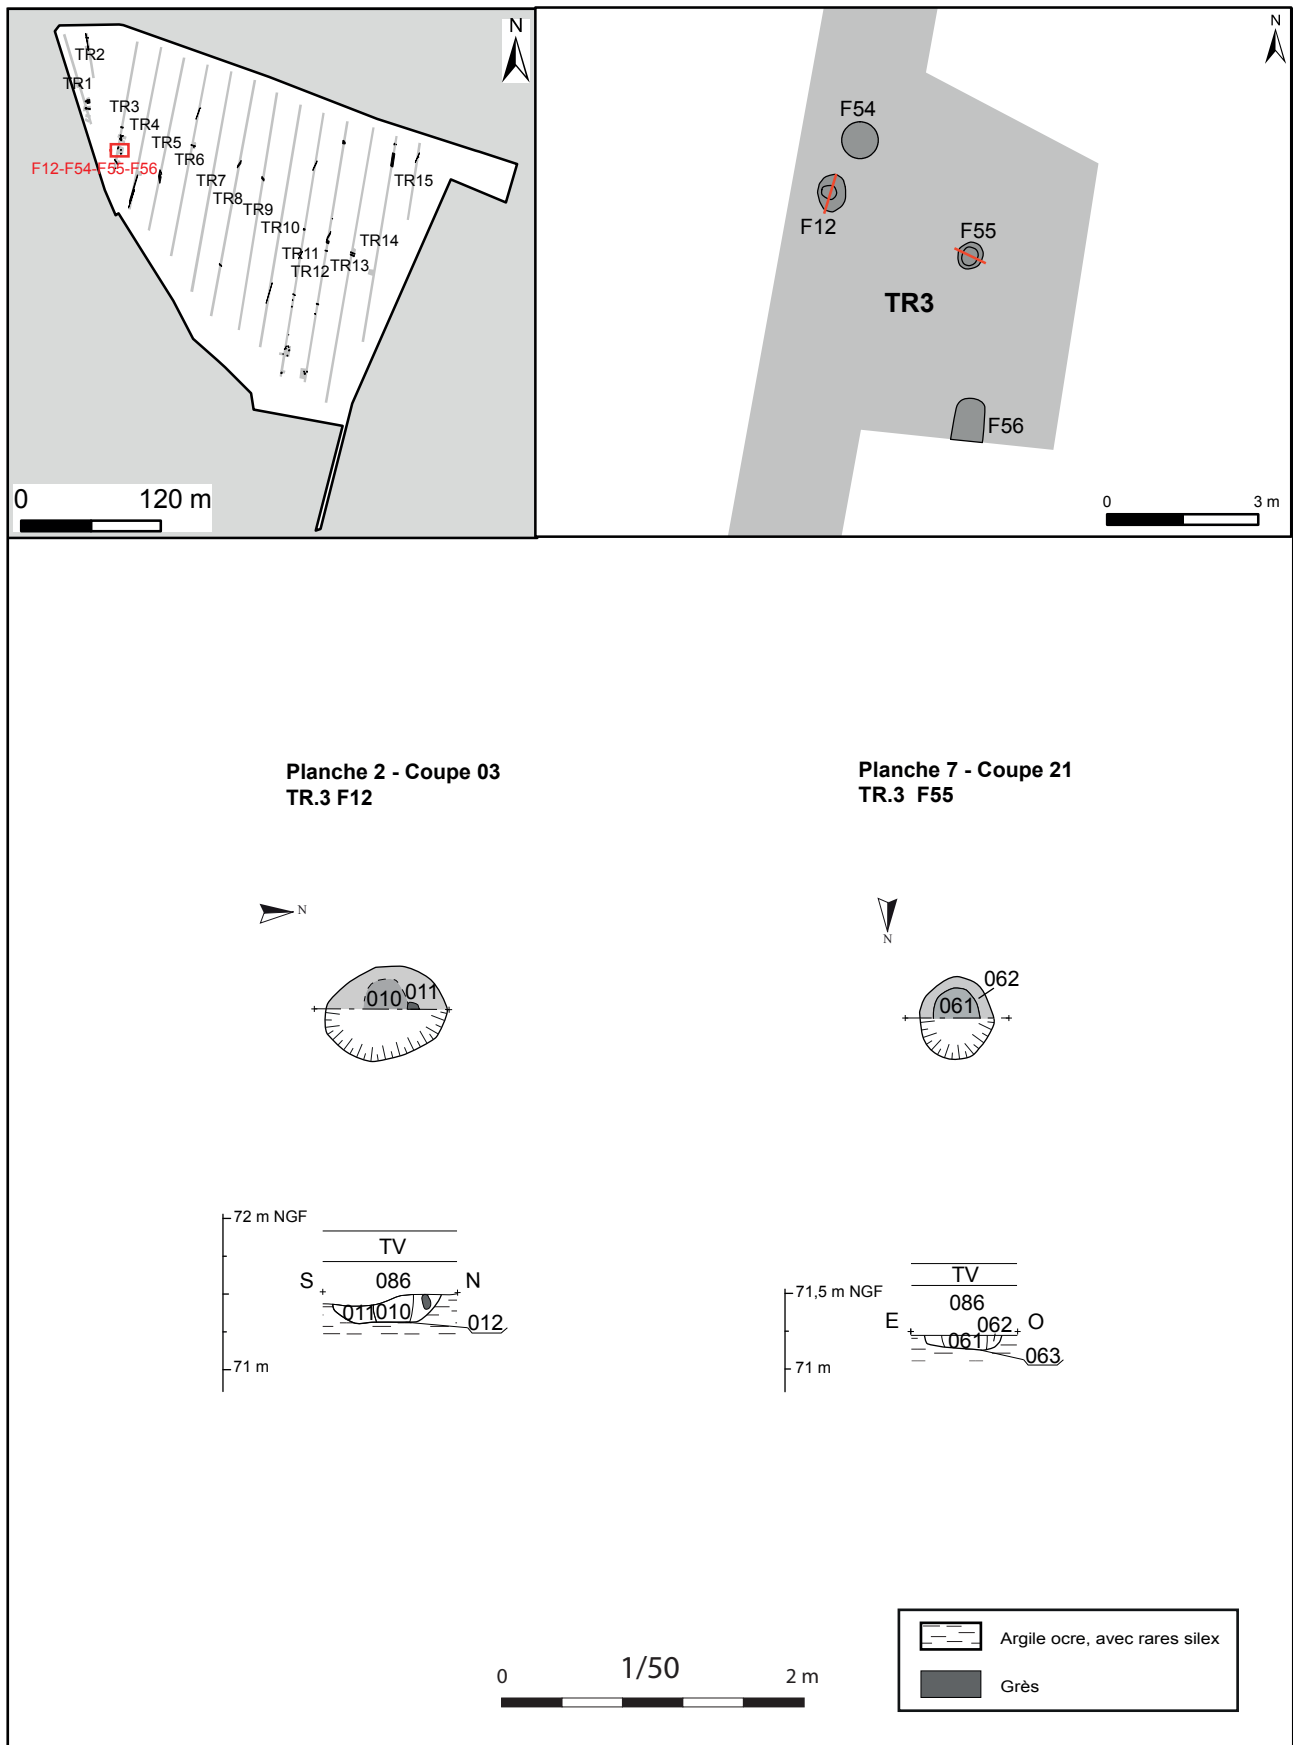 N
TR2
TR1
TR3
TR4
TR5
TR6
F12-F54-F55-F56
TR7
TR8
TR9
TR10
TR11
TR12
TR13
TR14
TR15
0 120 m
N
F54
F12
F55
TR3
F56
0 3 m
Planche 2 - Coupe 03
TR.3 F12
Planche 7 - Coupe 21
TR.3 F55
N
010 011
N
062
061
72 m NGF
TV
S 086 N
011 010
012
71 m
TV
71,5 m NGF
086
E 062 O
061
063
71 m
0 1/50 2 m
Argile ocre, avec rares silex
Grès